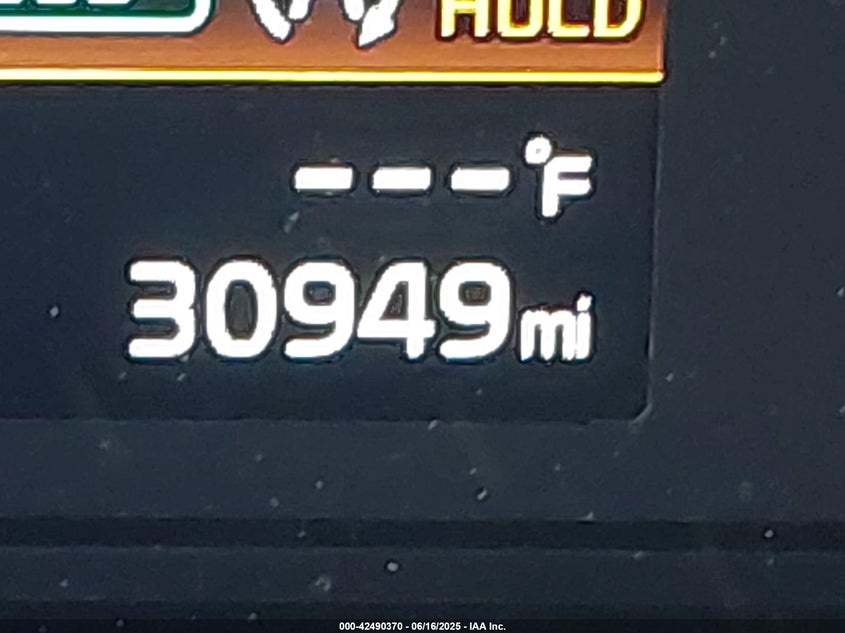 HOLD
---°F
30949mi
000-42490370 - 06/16/2025 - IAA Inc.